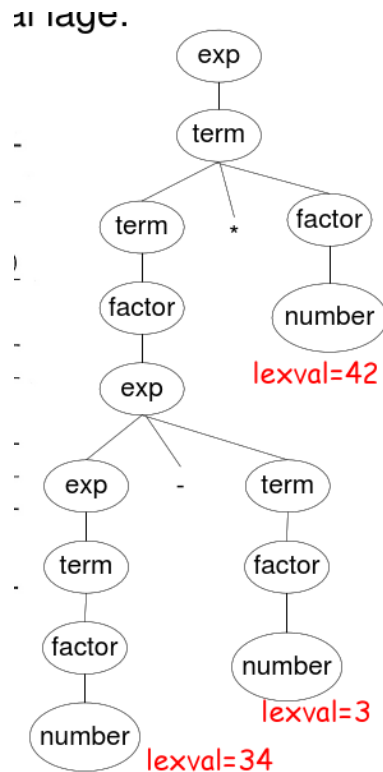 exp
term
term * factor
factor number
lexval=42
exp
exp - term
term factor
factor number
lexval=3
number lexval=34